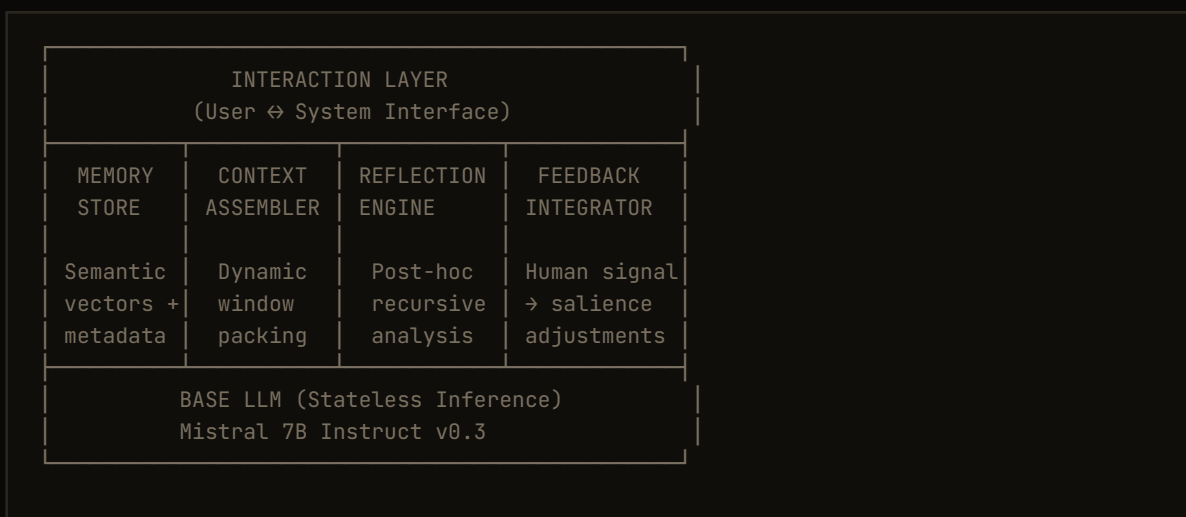 INTERACTION LAYER
(User ↔ System Interface)
MEMORY CONTEXT REFLECTION FEEDBACK
STORE ASSEMBLER ENGINE INTEGRATOR
Semantic Dynamic Post-hoc Human signal
vectors + window recursive → salience
metadata packing analysis adjustments
BASE LLM (Stateless Inference)
Mistral 7B Instruct v0.3